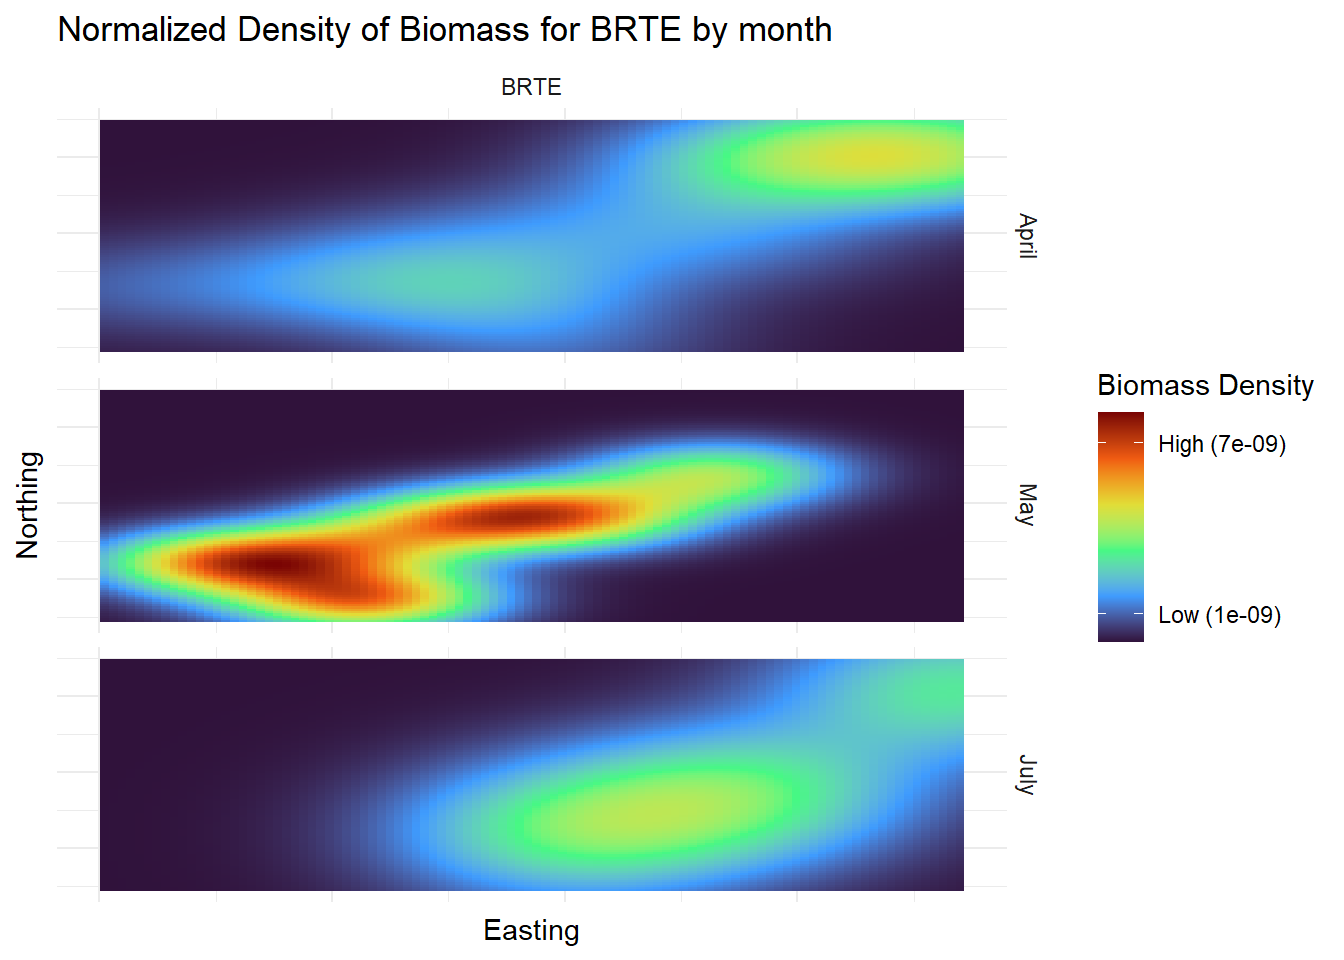 Normalized Density of Biomass for BRTE by month
BRTE
April
May
July
Northing
Easting
Biomass Density
High (7e-09)
Low (1e-09)